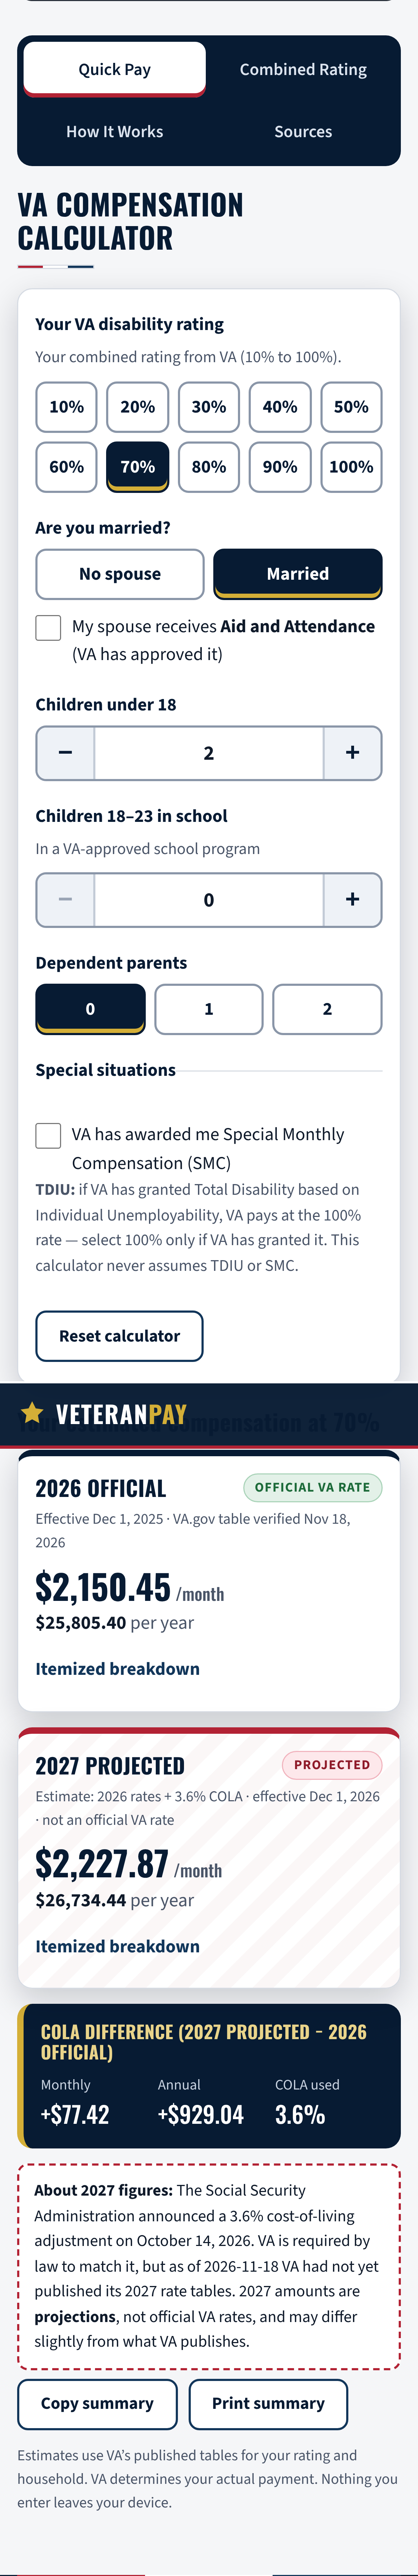 Quick Pay
Combined Rating
How It Works
Sources
VA COMPENSATION
CALCULATOR
Your VA disability rating
Your combined rating from VA (10% to 100%).
10% 20% 30% 40% 50%
60% 70% 80% 90% 100%
Are you married?
No spouse
Married
My spouse receives Aid and Attendance
(VA has approved it)
Children under 18
− 2 +
Children 18–23 in school
In a VA-approved school program
− 0 +
Dependent parents
0 1 2
Special situations
VA has awarded me Special Monthly
Compensation (SMC)
TDIU: if VA has granted Total Disability based on
Individual Unemployability, VA pays at the 100%
rate — select 100% only if VA has granted it. This
calculator never assumes TDIU or SMC.
Reset calculator
VETERANPAY
Your estimated compensation at 70%
2026 OFFICIAL
OFFICIAL VA RATE
Effective Dec 1, 2025 · VA.gov table verified Nov 18,
2026
$2,150.45 /month
$25,805.40 per year
Itemized breakdown
2027 PROJECTED
PROJECTED
Estimate: 2026 rates + 3.6% COLA · effective Dec 1, 2026
· not an official VA rate
$2,227.87 /month
$26,734.44 per year
Itemized breakdown
COLA DIFFERENCE (2027 PROJECTED − 2026
OFFICIAL)
Monthly Annual COLA used
+$77.42 +$929.04 3.6%
About 2027 figures: The Social Security
Administration announced a 3.6% cost-of-living
adjustment on October 14, 2026. VA is required by
law to match it, but as of 2026-11-18 VA had not yet
published its 2027 rate tables. 2027 amounts are
projections, not official VA rates, and may differ
slightly from what VA publishes.
Copy summary
Print summary
Estimates use VA’s published tables for your rating and
household. VA determines your actual payment. Nothing you
enter leaves your device.